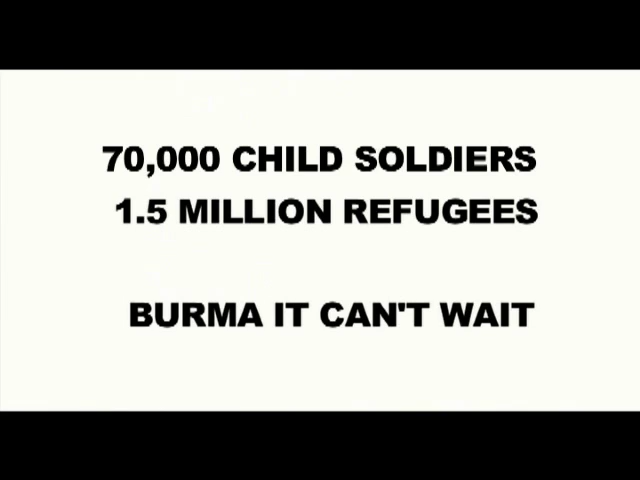 70,000 CHILD SOLDIERS
1.5 MILLION REFUGEES
BURMA IT CAN'T WAIT